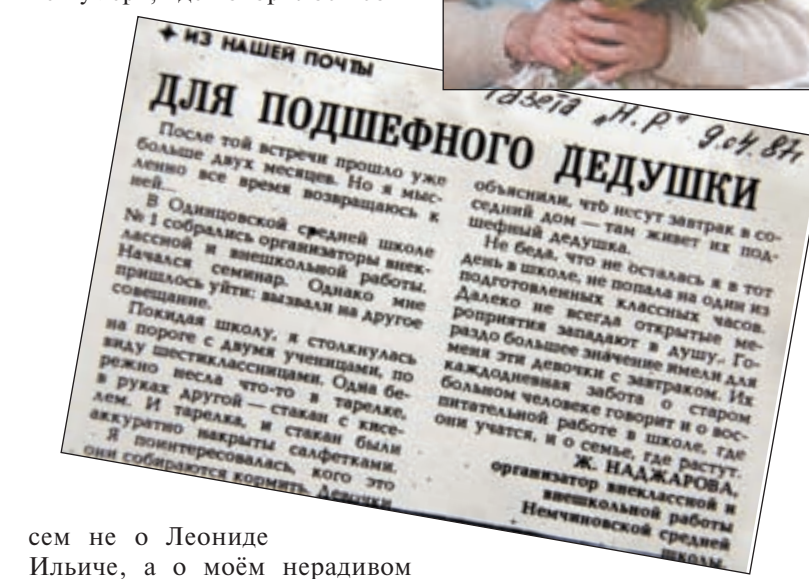 ✦ ИЗ НАШЕЙ ПОЧТЫ
Газета „Н.Р." 9.04.87г.
ДЛЯ ПОДШЕФНОГО ДЕДУШКИ
После той встречи прошло уже
больше двух месяцев. Но я мыс-
ленно все время возвращаюсь к
ней...
В Одинцовской средней школе
№ 1 собрались организаторы внек-
лассной и внешкольной работы.
Начался семинар. Однако мне
пришлось уйти: вызвали на другое
совещание.
Покидая школу, я столкнулась
на пороге с двумя ученицами, по
виду шестиклассницами. Одна бе-
режно несла что-то в тарелке,
в руках другой — стакан с кисе-
лем. И тарелка, и стакан были
аккуратно накрыты салфетками.
Я поинтересовалась, кого это
они собираются кормить. Девочки
объяснили, что несут завтрак в со-
седний дом — там живет их под-
шефный дедушка.
Не беда, что не осталась я в тот
день в школе, не попала на один из
подготовленных классных часов.
Далеко не всегда открытые ме-
роприятия западают в душу. Го-
раздо большее значение имели для
меня эти девочки с завтраком. Их
каждодневная забота о старом
больном человеке говорит и о вос-
питательной работе в школе, где
они учатся, и о семье, где растут.
Ж. НАДЖАРОВА,
организатор внеклассной и
внешкольной работы
Немчиновской средней
школы.
сем не о Леониде
Ильиче, а о моём нерадивом